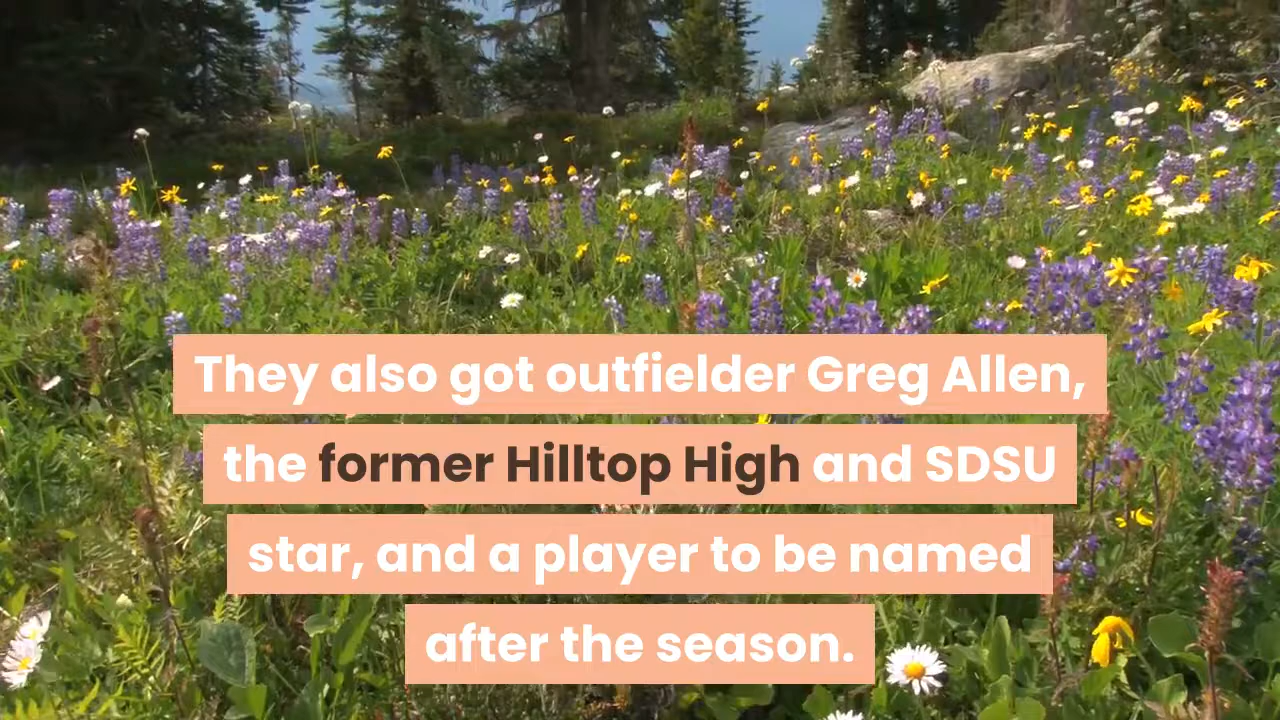 They also got outfielder Greg Allen,
the former Hilltop High and SDSU
star, and a player to be named
after the season.